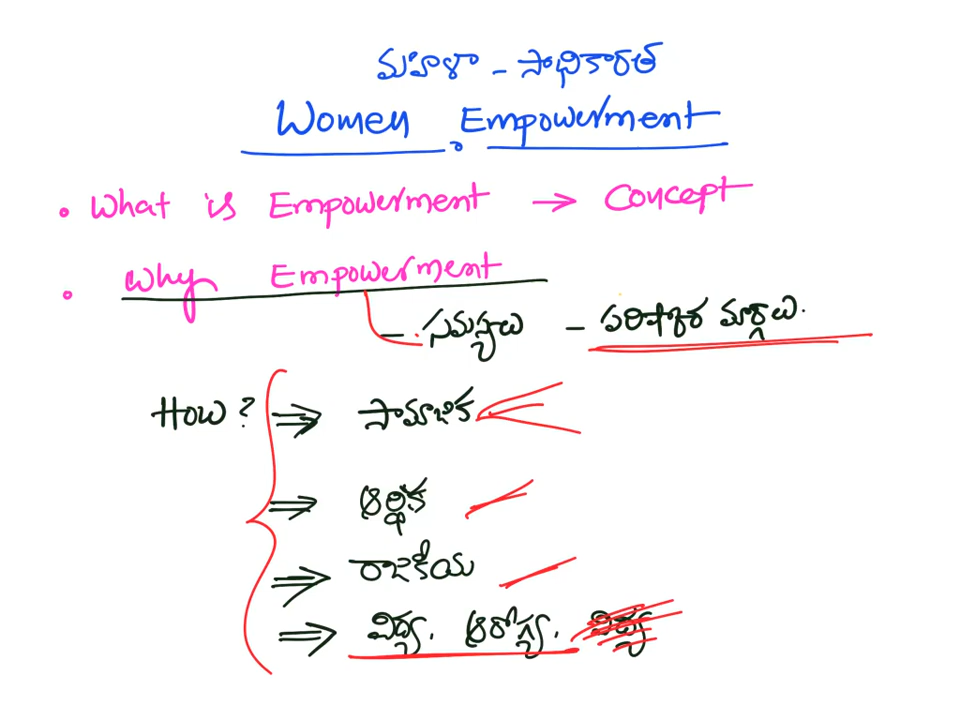 మహిళా - సాధికారత
Women Empowerment
• What is Empowerment → Concept
• Why Empowerment
- సమస్యలు - పరిష్కార మార్గాలు.
How? ⇒ సామాజిక
⇒ ఆర్థిక
⇒ రాజకీయ
⇒ విద్య. ఆరోగ్య.